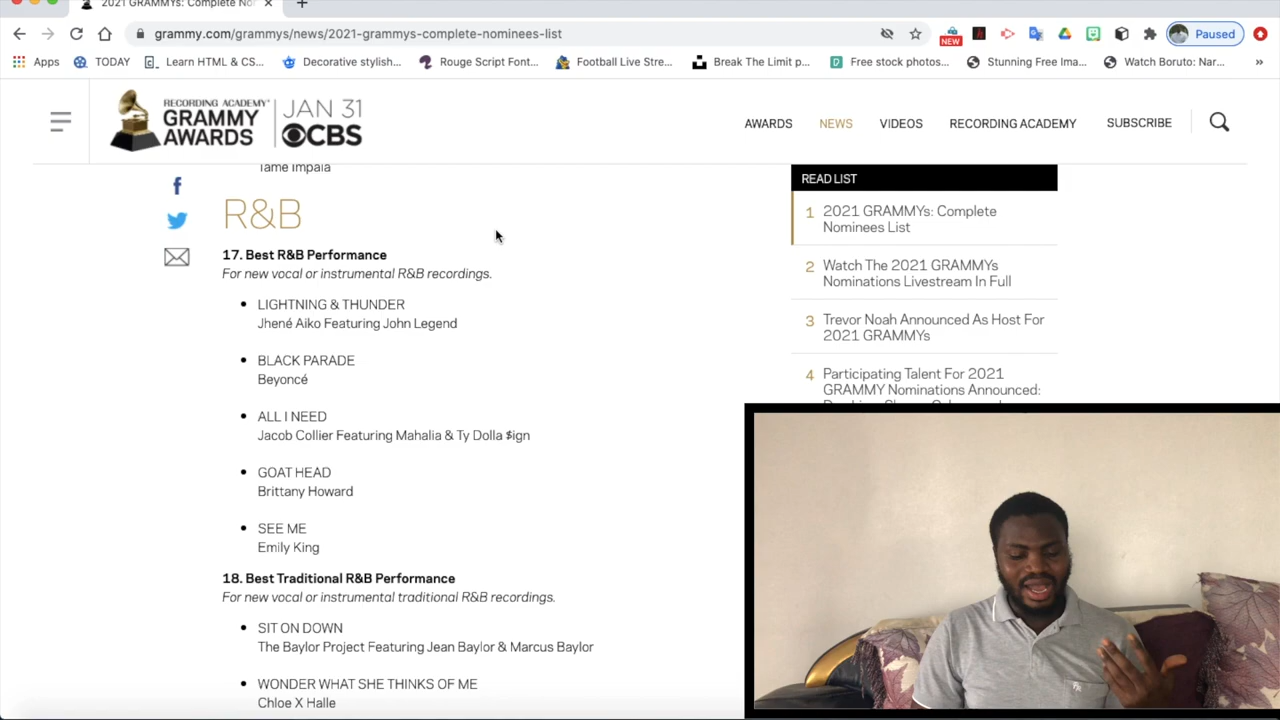 2021 GRAMMYs: Complete Nor
grammy.com/grammys/news/2021-grammys-complete-nominees-list
NEW
Paused
Apps
TODAY
Learn HTML & CS...
Decorative stylish...
Rouge Script Font...
Football Live Stre...
Break The Limit p...
Free stock photos...
Stunning Free Ima...
Watch Boruto: Nar...
»
RECORDING ACADEMY
GRAMMY
AWARDS
JAN 31
CBS
AWARDS
NEWS
VIDEOS
RECORDING ACADEMY
SUBSCRIBE
Tame Impala
R&B
17. Best R&B Performance
For new vocal or instrumental R&B recordings.
LIGHTNING & THUNDER
Jhené Aiko Featuring John Legend
BLACK PARADE
Beyoncé
ALL I NEED
Jacob Collier Featuring Mahalia & Ty Dolla $ign
GOAT HEAD
Brittany Howard
SEE ME
Emily King
18. Best Traditional R&B Performance
For new vocal or instrumental traditional R&B recordings.
SIT ON DOWN
The Baylor Project Featuring Jean Baylor & Marcus Baylor
WONDER WHAT SHE THINKS OF ME
Chloe X Halle
READ LIST
1 2021 GRAMMYs: Complete
Nominees List
2 Watch The 2021 GRAMMYs
Nominations Livestream In Full
3 Trevor Noah Announced As Host For
2021 GRAMMYs
4 Participating Talent For 2021
GRAMMY Nominations Announced: